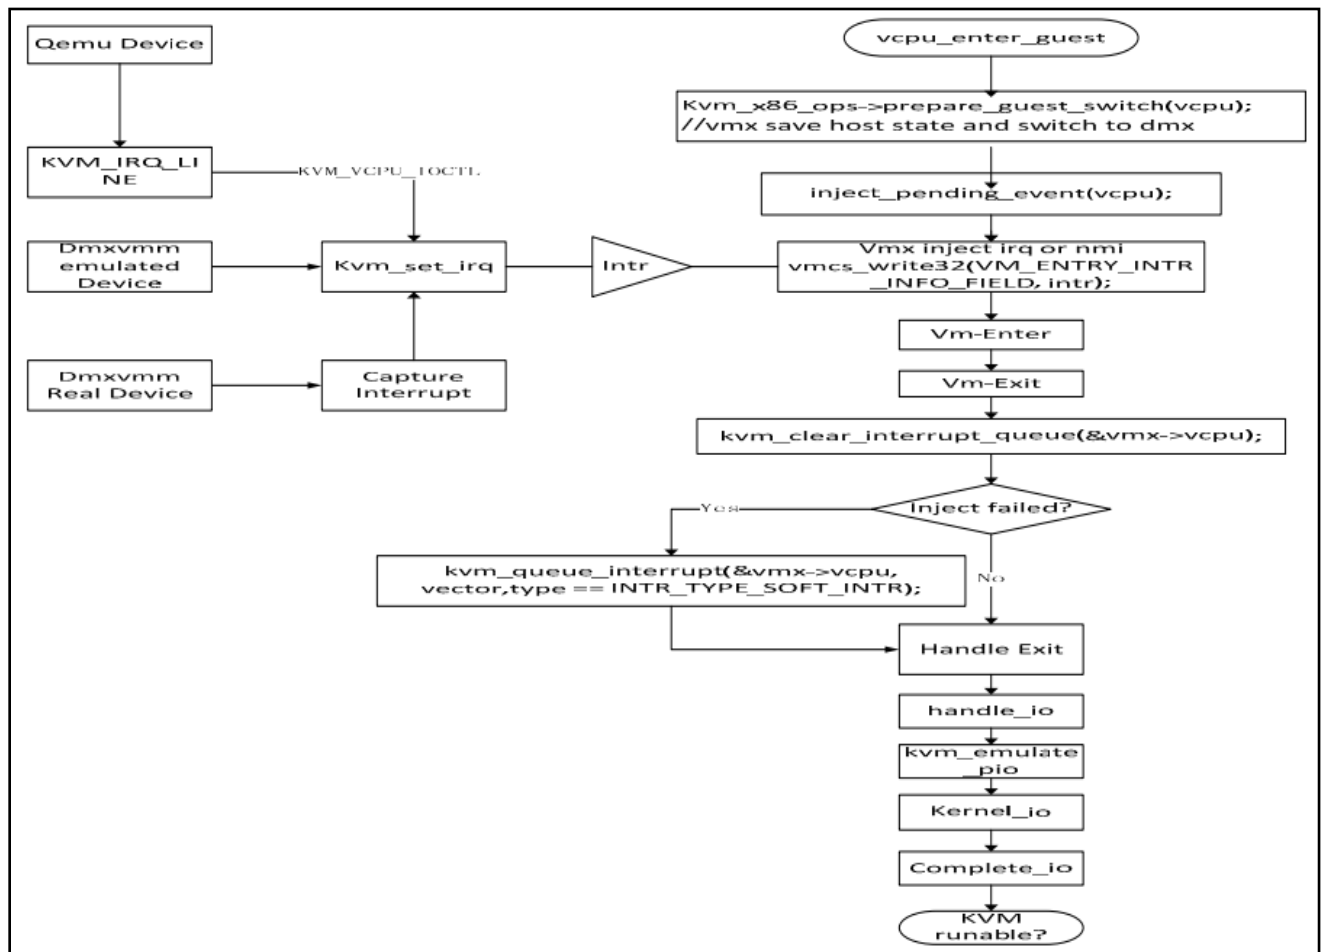 Qemu Device
vcpu_enter_guest
Kvm_x86_ops->prepare_guest_switch(vcpu);
//vmx save host state and switch to dmx
KVM_IRQ_LI
NE
KVM_VCPU_IOCTL
inject_pending_event(vcpu);
Dmxvmm
emulated
Device
Kvm_set_irq
Intr
Vmx inject irq or nmi
vmcs_write32(VM_ENTRY_INTR
_INFO_FIELD, intr);
Vm-Enter
Dmxvmm
Real Device
Capture
Interrupt
Vm-Exit
kvm_clear_interrupt_queue(&vmx->vcpu);
Inject failed?
Yes
kvm_queue_interrupt(&vmx->vcpu,
vector,type == INTR_TYPE_SOFT_INTR);
No
Handle Exit
handle_io
kvm_emulate
_pio
Kernel_io
Complete_io
KVM
runable?